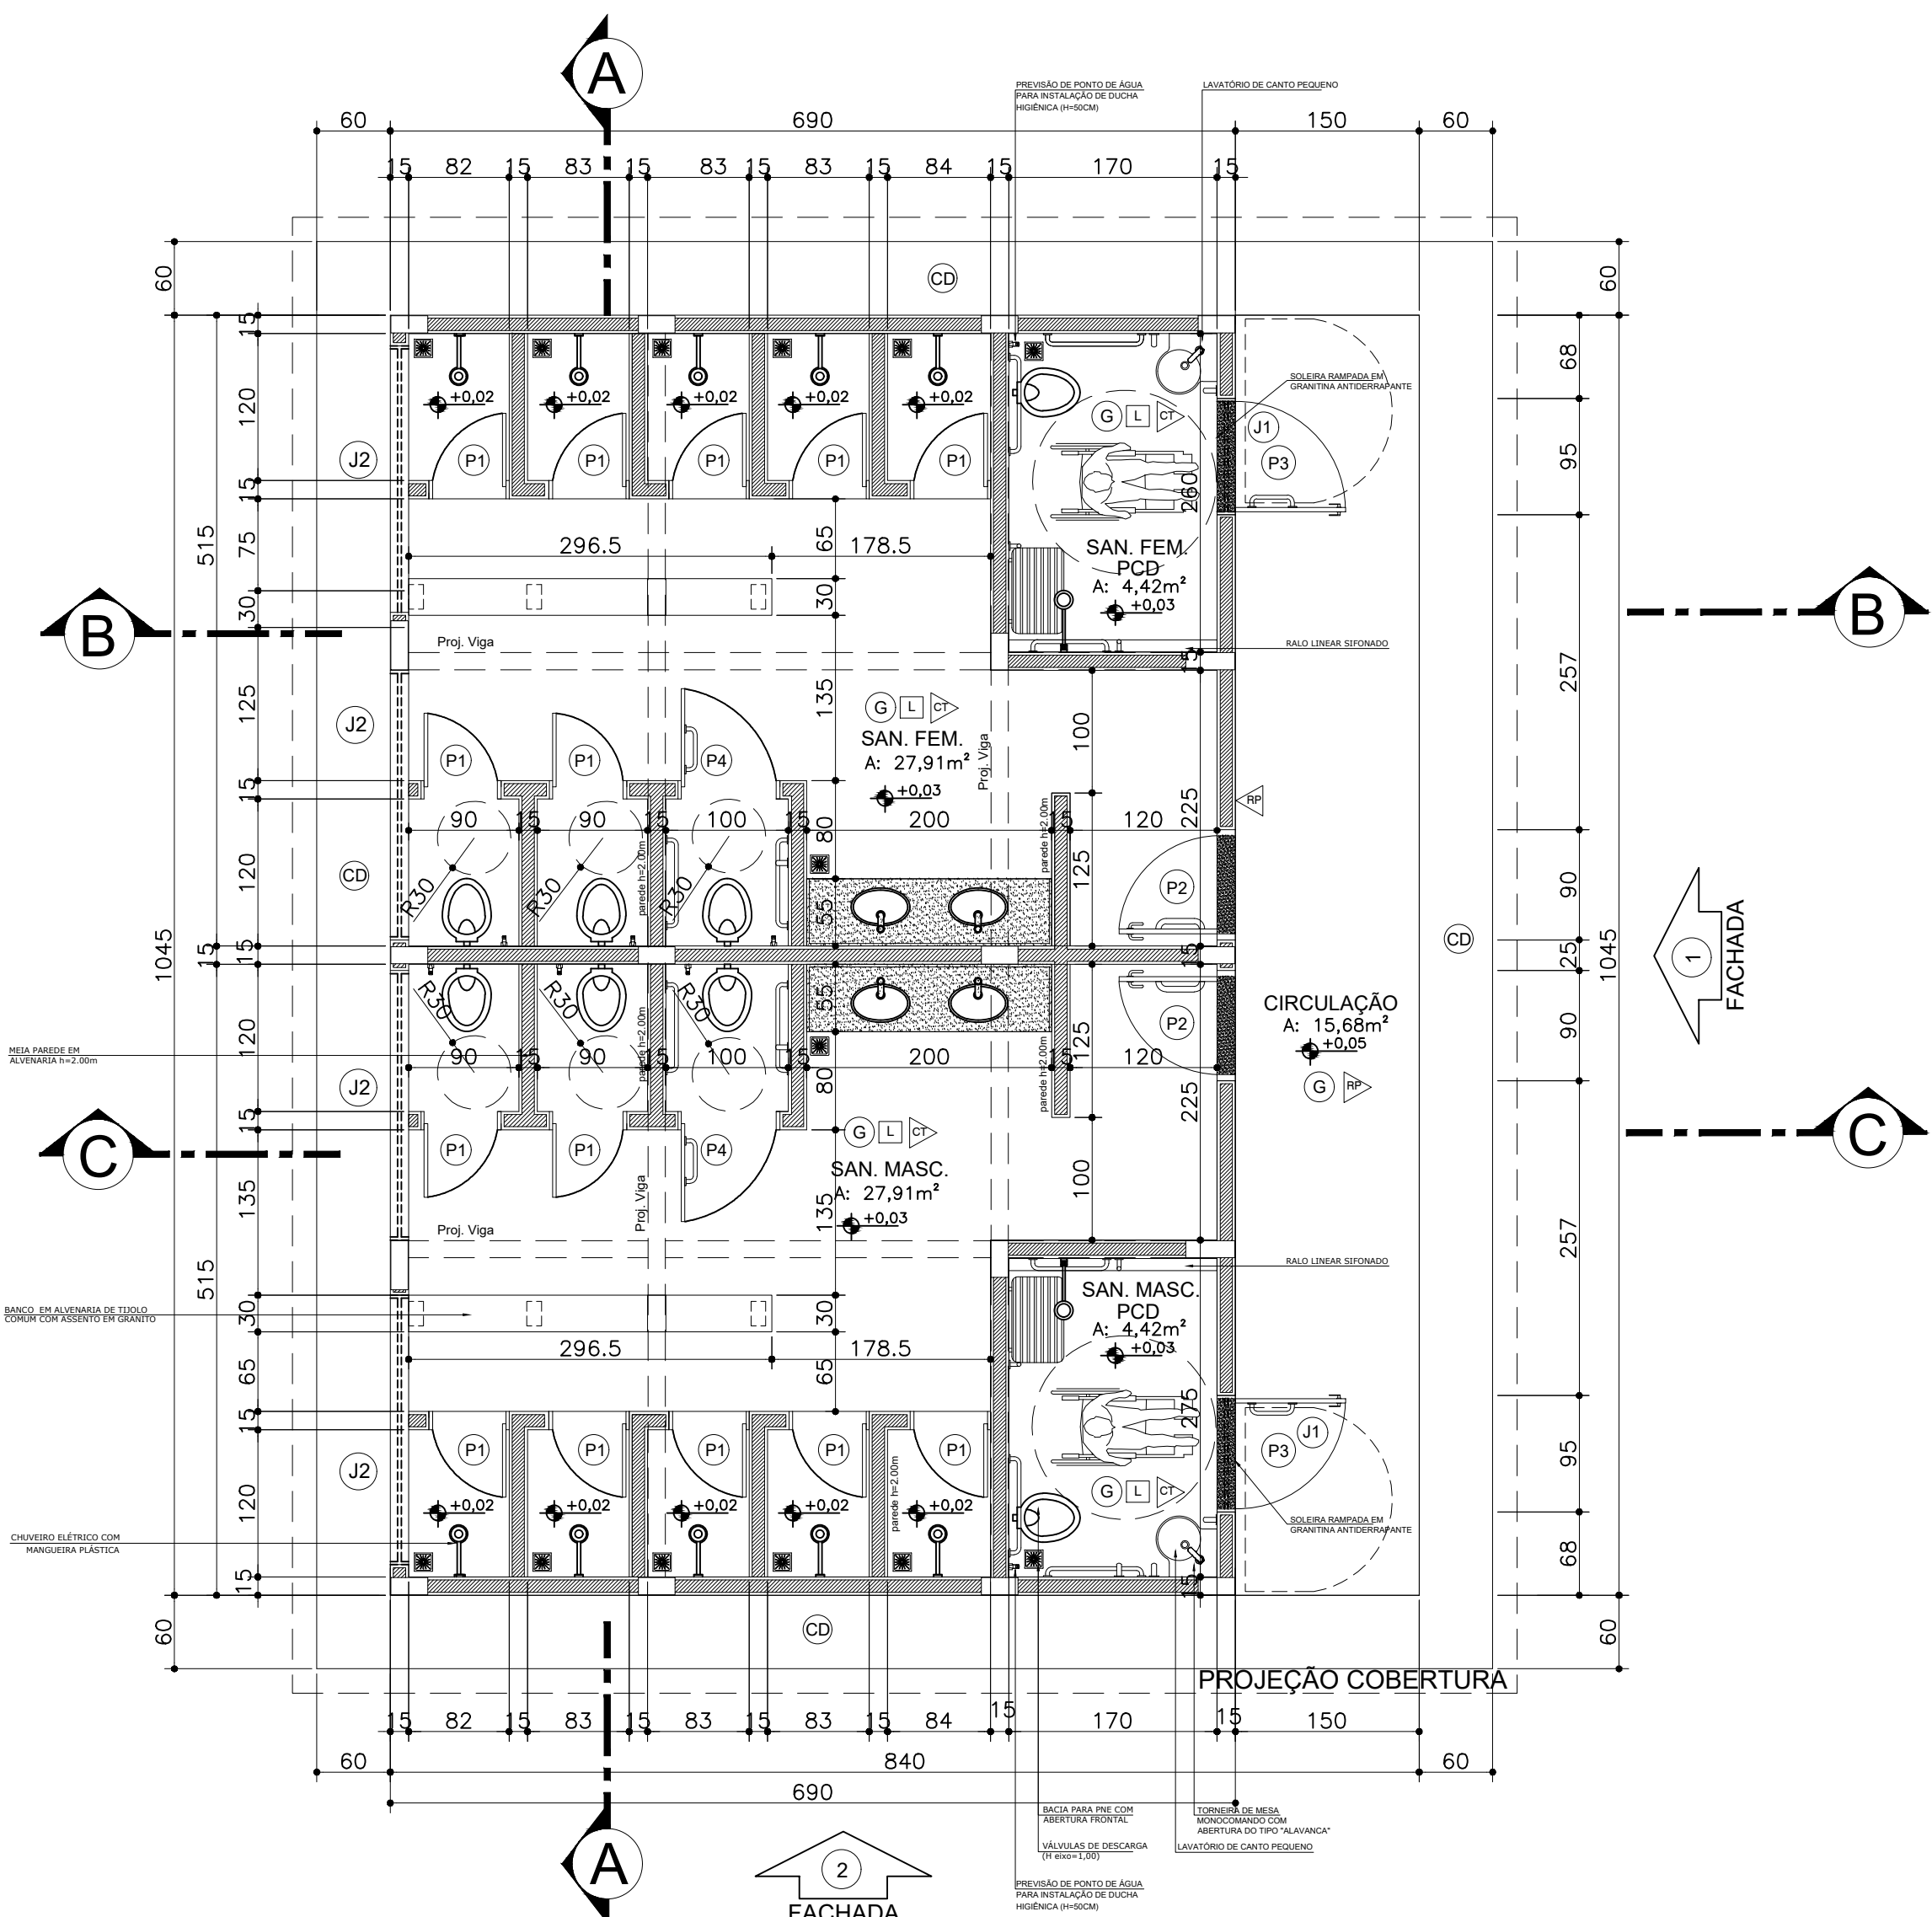 A
PREVISÃO DE PONTO DE ÁGUA
PARA INSTALAÇÃO DE DUCHA
HIGIÊNICA (H=50CM)
LAVATÓRIO DE CANTO PEQUENO
60 690 150 60
15 82 15 83 15 83 15 83 15 84 15 170 15
60 CD 60
15 68
+0,02 +0,02 +0,02 +0,02 +0,02
SOLEIRA RAMPADA EM
GRANITINA ANTIDERRAPANTE
120 G L CT J1
J2 P1 P1 P1 P1 P1 P3 95
15 260
515 75 65
296.5 178.5
SAN. FEM.
PCD
A: 4,42m²
+0,03
30 30
B B
Proj. Viga
RALO LINEAR SIFONADO
15 257
125 135 100
J2 G L CT
SAN. FEM.
A: 27,91m²
+0,03
Proj. Viga
P1 P1 P4
15 225 RP
90 15 90 15 100 15 80 200 15 120
parede h=2.00m parede h=2.00m
CD 120 125 P2 90
R30 R30 R30 55
FACHADA
1
1045 15 15 15 25 1045
CD
R30 R30 R30 55
CIRCULAÇÃO
A: 15,68m²
+0,05
G RP
P2 90
MEIA PAREDE EM
ALVENARIA h=2.00m
120 125
90 15 90 15 100 15 200 15 120
parede h=2.00m parede h=2.00m
J2 80 225
15
C C
P1 P1 P4
G L CT
SAN. MASC.
A: 27,91m²
+0,03
135 135 100
Proj. Viga
Proj. Viga
257
RALO LINEAR SIFONADO
515
BANCO EM ALVENARIA DE TIJOLO
COMUM COM ASSENTO EM GRANITO
30 30
SAN. MASC.
PCD
A: 4,42m²
+0,03
296.5 178.5
65 65
15 275
J2 P1 P1 P1 P1 P1 P3 J1 95
G L CT
120
+0,02 +0,02 +0,02 +0,02 +0,02
parede h=2.00m
SOLEIRA RAMPADA EM
GRANITINA ANTIDERRAPANTE
CHUVEIRO ELÉTRICO COM
MANGUEIRA PLÁSTICA
68
15 15
60 CD 60
PROJEÇÃO COBERTURA
15 82 15 83 15 83 15 83 15 84 15 170 15 150
60 840 60
690
BACIA PARA PNE COM
ABERTURA FRONTAL
TORNEIRA DE MESA
MONOCOMANDO COM
ABERTURA DO TIPO "ALAVANCA"
VÁLVULAS DE DESCARGA
(H eixo=1,00)
LAVATÓRIO DE CANTO PEQUENO
A
2
FACHADA
PREVISÃO DE PONTO DE ÁGUA
PARA INSTALAÇÃO DE DUCHA
HIGIÊNICA (H=50CM)